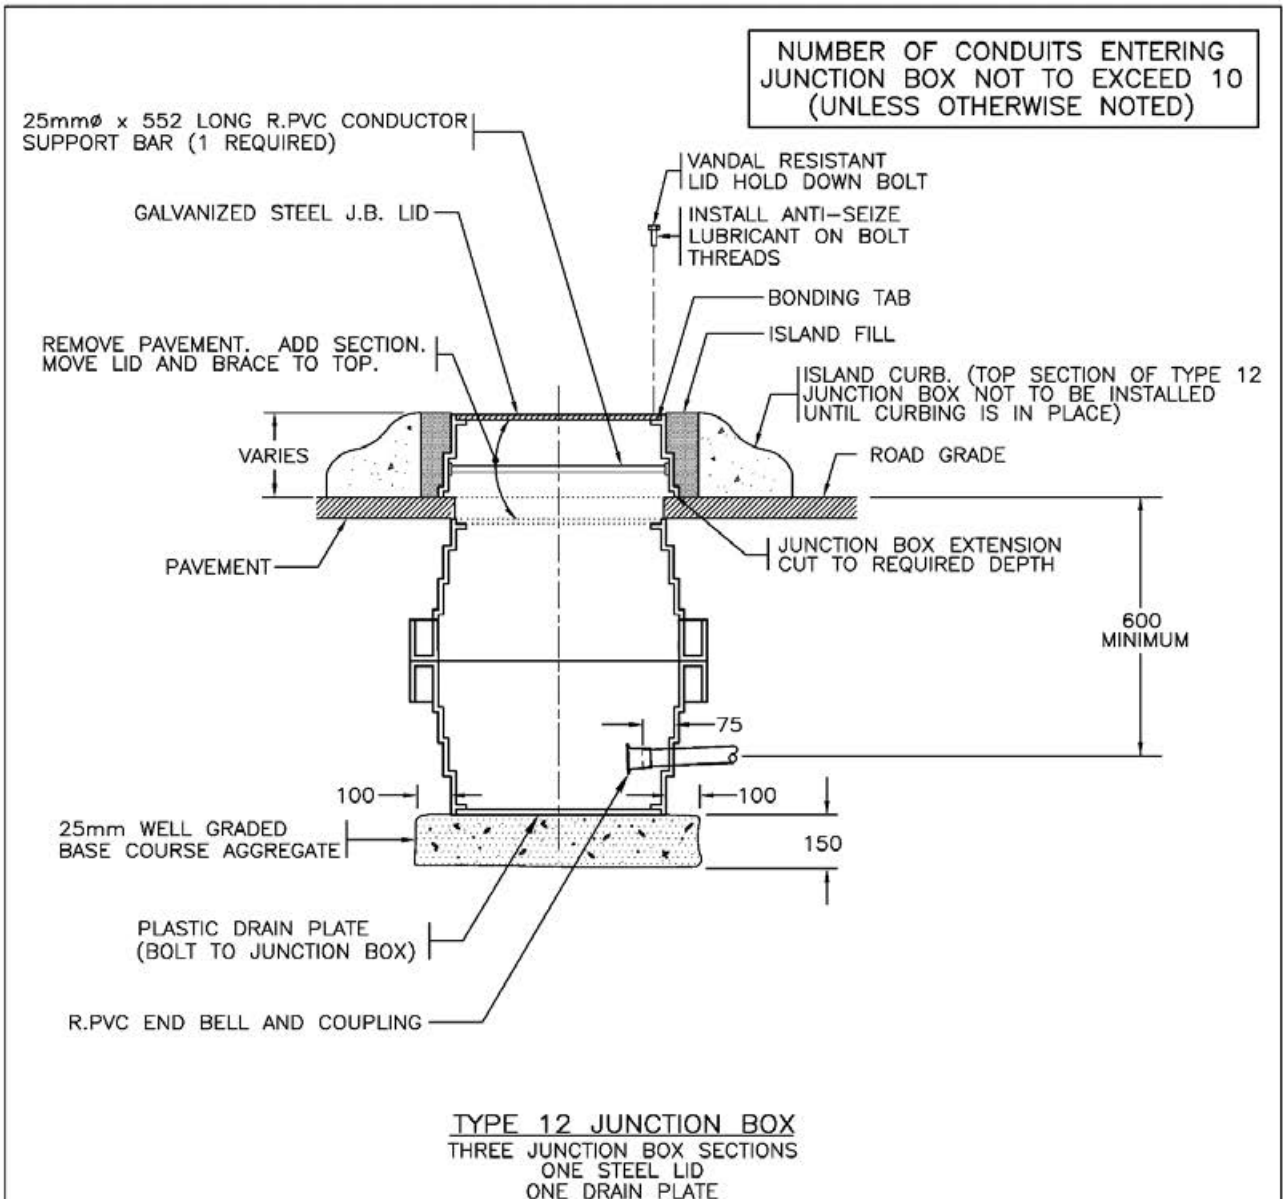 NUMBER OF CONDUITS ENTERING
JUNCTION BOX NOT TO EXCEED 10
(UNLESS OTHERWISE NOTED)
25mmø x 552 LONG R.PVC CONDUCTOR
SUPPORT BAR (1 REQUIRED)
VANDAL RESISTANT
LID HOLD DOWN BOLT
GALVANIZED STEEL J.B. LID
INSTALL ANTI-SEIZE
LUBRICANT ON BOLT
THREADS
BONDING TAB
ISLAND FILL
REMOVE PAVEMENT. ADD SECTION.
MOVE LID AND BRACE TO TOP.
ISLAND CURB. (TOP SECTION OF TYPE 12
JUNCTION BOX NOT TO BE INSTALLED
UNTIL CURBING IS IN PLACE)
VARIES
ROAD GRADE
PAVEMENT
JUNCTION BOX EXTENSION
CUT TO REQUIRED DEPTH
600
MINIMUM
75
100
100
25mm WELL GRADED
BASE COURSE AGGREGATE
150
PLASTIC DRAIN PLATE
(BOLT TO JUNCTION BOX)
R.PVC END BELL AND COUPLING
TYPE 12 JUNCTION BOX
THREE JUNCTION BOX SECTIONS
ONE STEEL LID
ONE DRAIN PLATE